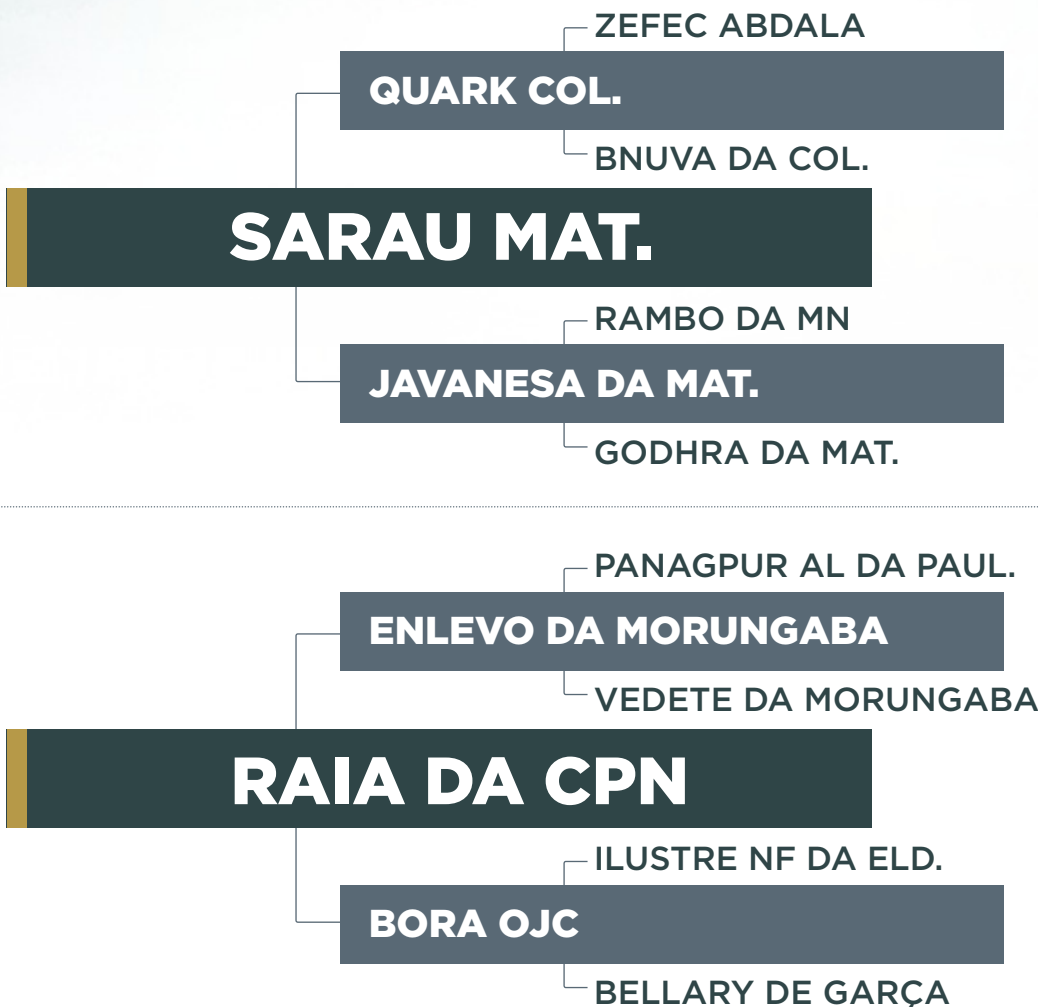 ZEFEC ABDALA
QUARK COL.
BNUVA DA COL.
SARAU MAT.
RAMBO DA MN
JAVANESA DA MAT.
GODHRA DA MAT.
PANAGPUR AL DA PAUL.
ENLEVO DA MORUNGABA
VEDETE DA MORUNGABA
RAIA DA CPN
ILUSTRE NF DA ELD.
BORA OJC
BELLARY DE GARÇA